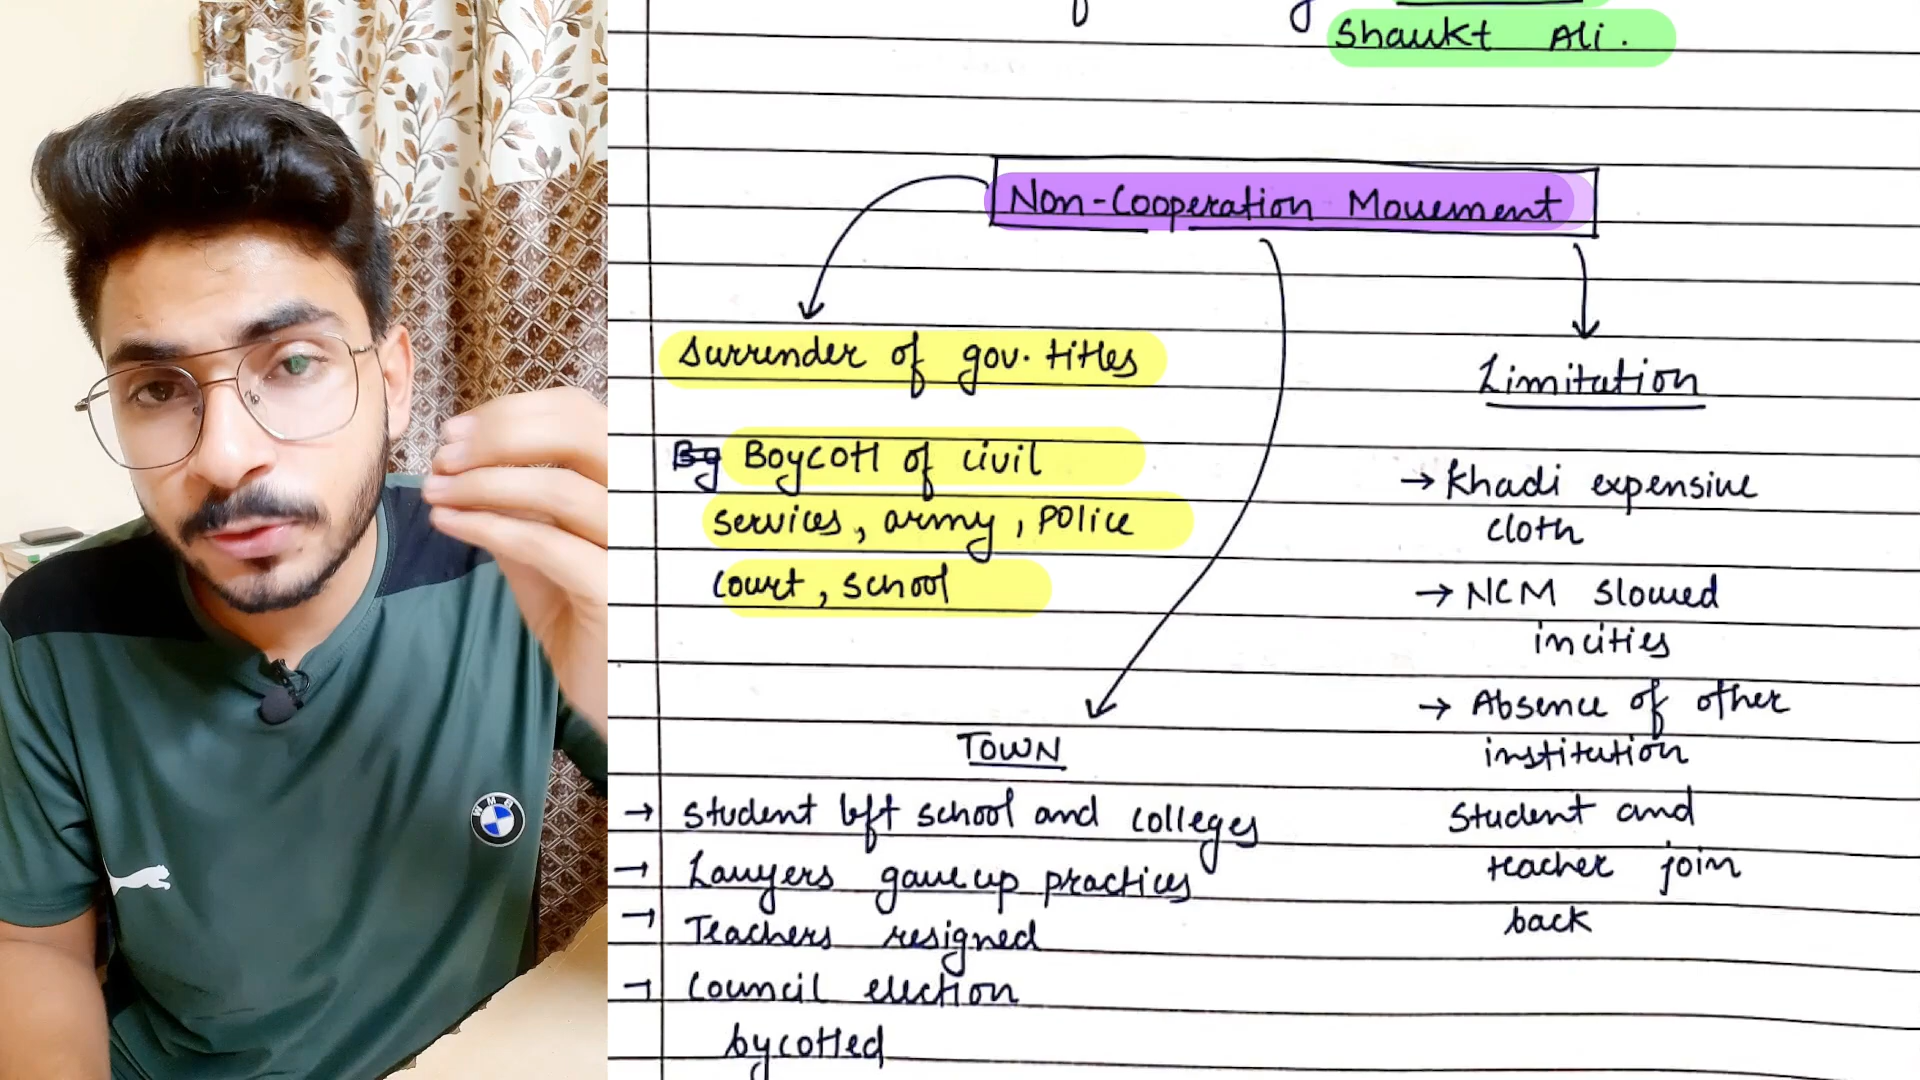 Shaukt Ali.
Non-Cooperation Movement
Surrender of gov. titles
By Boycott of civil
services, army, police
court, school
Limitation
→ Khadi expensive
cloth
→ NCM slowed
in cities
→ Absence of other
institution
Student and
teacher join
back
TOWN
→ Student left school and colleges
→ Lawyers gave up practices
→ Teachers resigned
→ Council election
bycotted
BMW